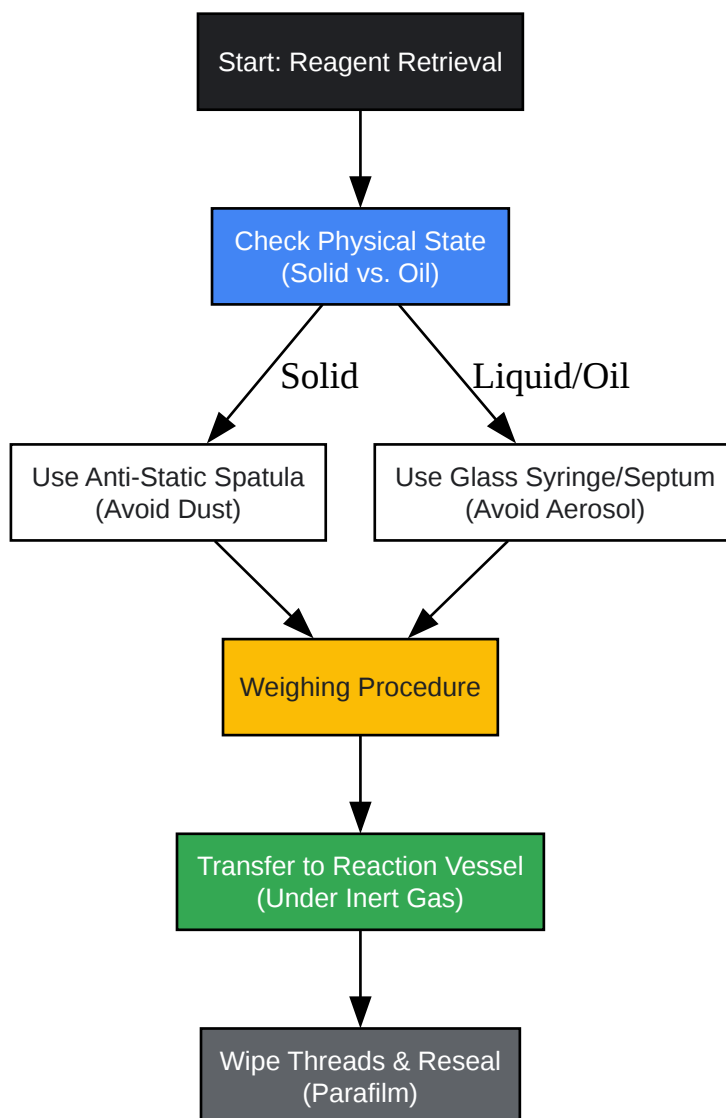 Start: Reagent Retrieval
Check Physical State
(Solid vs. Oil)
Solid
Liquid/Oil
Use Anti-Static Spatula
(Avoid Dust)
Use Glass Syringe/Septum
(Avoid Aerosol)
Weighing Procedure
Transfer to Reaction Vessel
(Under Inert Gas)
Wipe Threads & Reseal
(Parafilm)